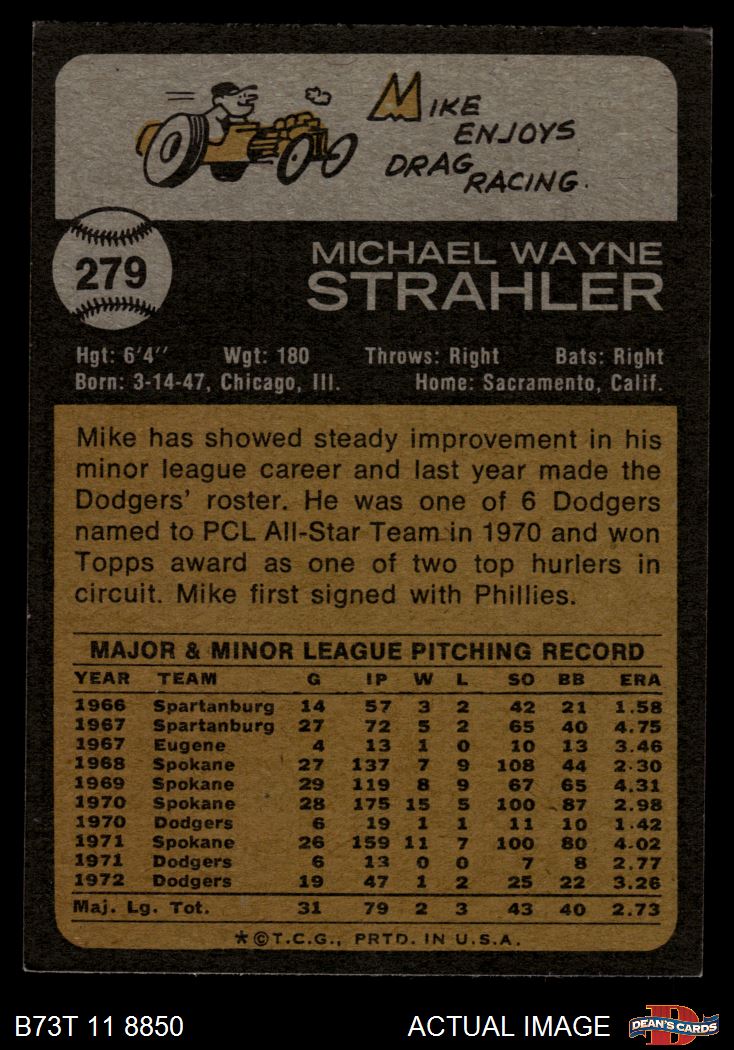 MIKE
ENJOYS
DRAG
RACING.
279
MICHAEL WAYNE
STRAHLER
Hgt: 6'4" Wgt: 180 Throws: Right Bats: Right
Born: 3-14-47, Chicago, Ill. Home: Sacramento, Calif.
Mike has showed steady improvement in his
minor league career and last year made the
Dodgers' roster. He was one of 6 Dodgers
named to PCL All-Star Team in 1970 and won
Topps award as one of two top hurlers in
circuit. Mike first signed with Phillies.
MAJOR & MINOR LEAGUE PITCHING RECORD
YEAR TEAM G IP W L SO BB ERA
1966 Spartanburg 14 57 3 2 42 21 1.58
1967 Spartanburg 27 72 5 2 65 40 4.75
1967 Eugene 4 13 1 0 10 13 3.46
1968 Spokane 27 137 7 9 108 44 2.30
1969 Spokane 29 119 8 9 67 65 4.31
1970 Spokane 28 175 15 5 100 87 2.98
1970 Dodgers 6 19 1 1 11 10 1.42
1971 Spokane 26 159 11 7 100 80 4.02
1971 Dodgers 6 13 0 0 7 8 2.77
1972 Dodgers 19 47 1 2 25 22 3.26
Maj. Lg. Tot. 31 79 2 3 43 40 2.73
*©T.C.G., PRTD. IN U.S.A.
B73T 11 8850 ACTUAL IMAGE D DEAN'S CARDS